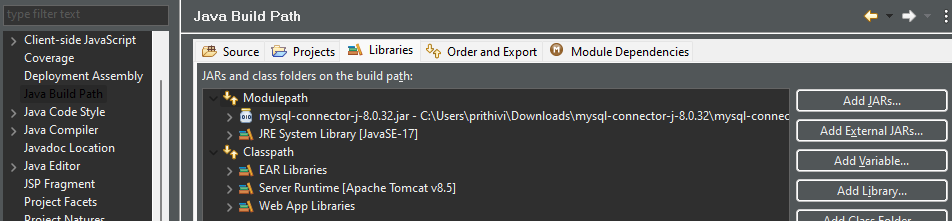 type filter text
Java Build Path
Client-side JavaScript
Coverage
Deployment Assembly
Java Build Path
Java Code Style
Java Compiler
Javadoc Location
Java Editor
JSP Fragment
Project Facets
Project Natures
Source Projects Libraries Order and Export Module Dependencies
JARs and class folders on the build path:
Modulepath
mysql-connector-j-8.0.32.jar - C:\Users\prithivi\Downloads\mysql-connector-j-8.0.32\mysql-connec
JRE System Library [JavaSE-17]
Classpath
EAR Libraries
Server Runtime [Apache Tomcat v8.5]
Web App Libraries
Add JARs...
Add External JARs...
Add Variable...
Add Library...
Add Class Folder...